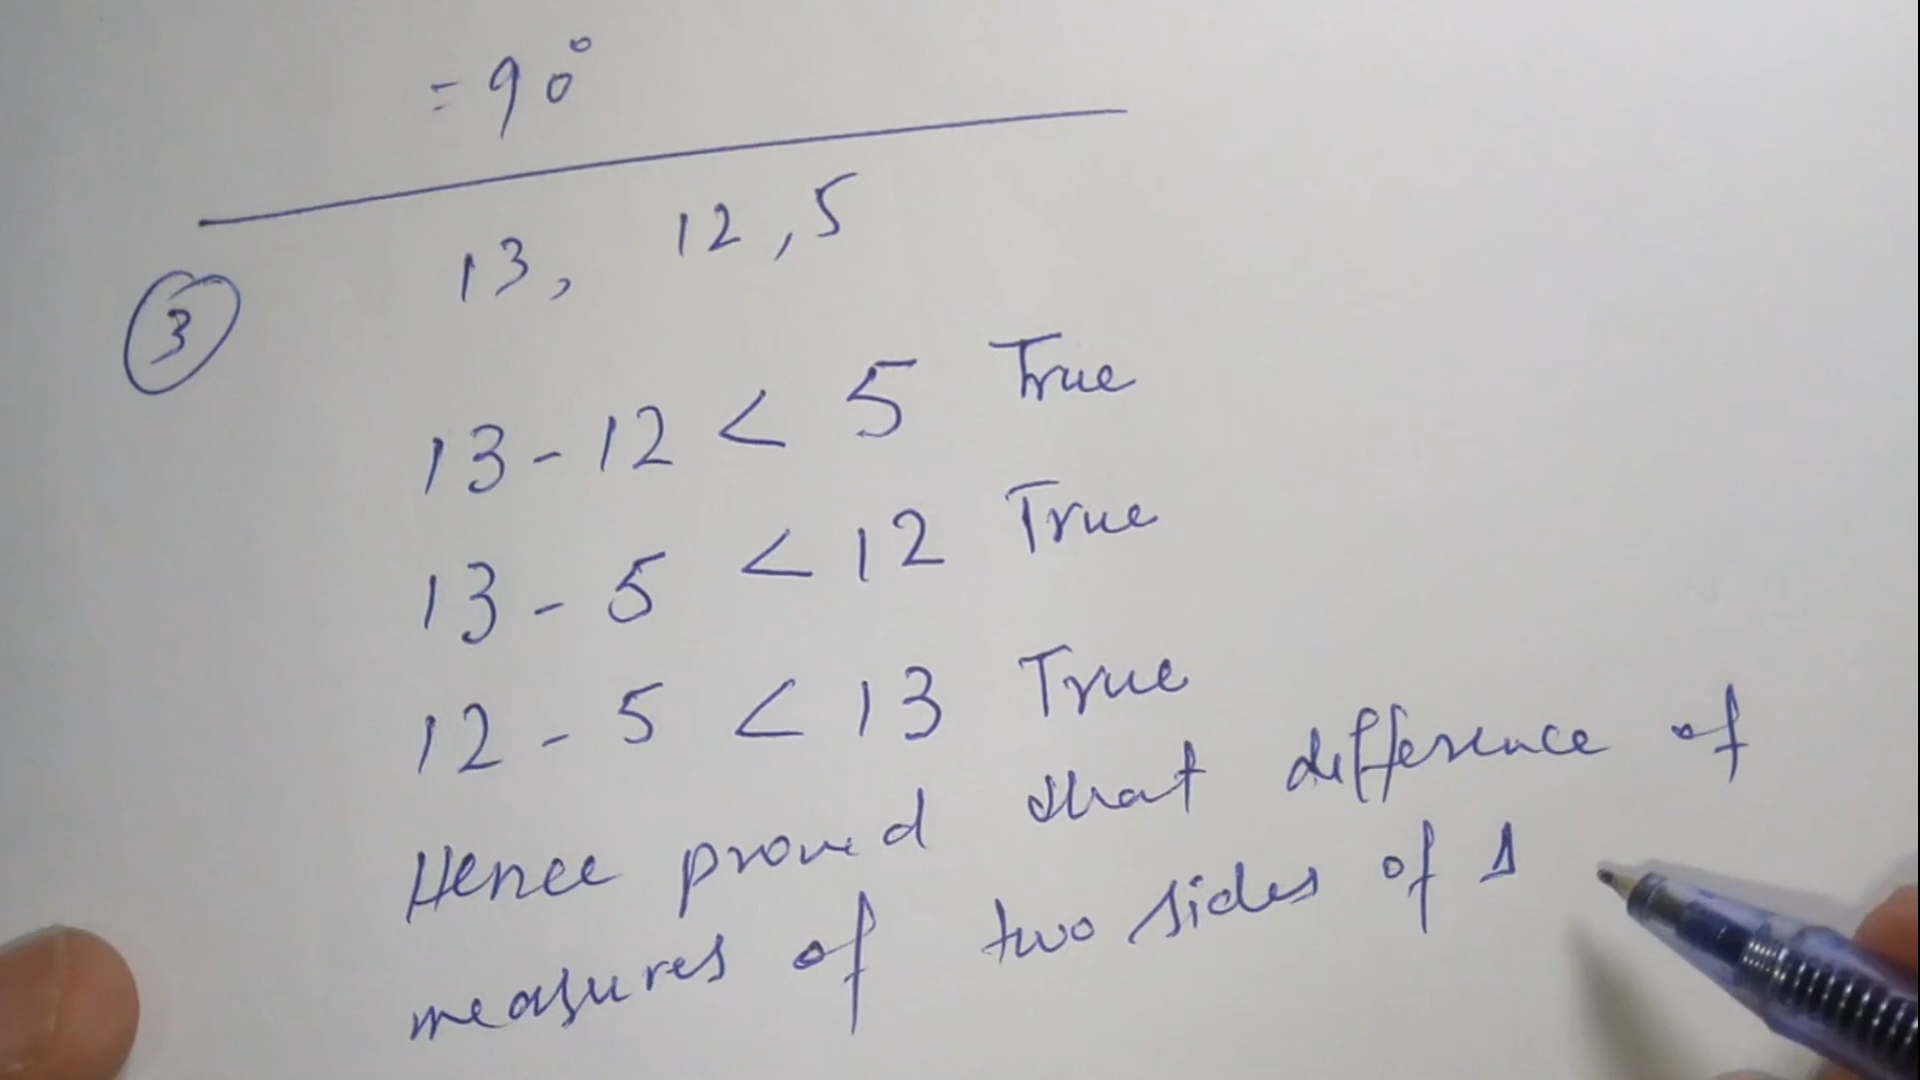 = 90°
③ 13, 12, 5
13 - 12 < 5 True
13 - 5 < 12 True
12 - 5 < 13 True
Hence proved that difference of
measures of two sides of Δ